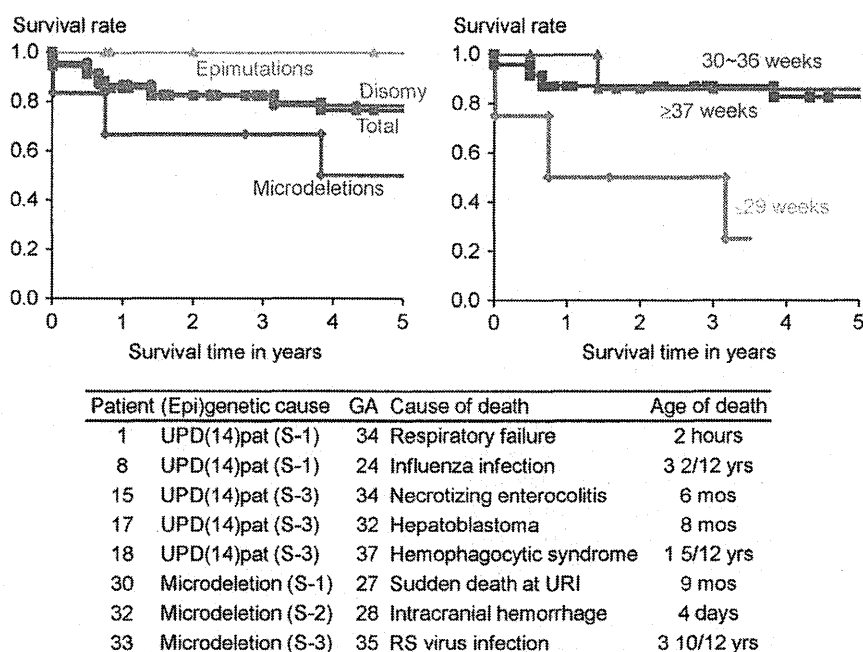 Survival rate
1.0
0.8
0.6
0.4
0.2
0.0
Epimutations
Disomy
Total
Microdeletions
0 1 2 3 4 5
Survival time in years
Survival rate
1.0
0.8
0.6
0.4
0.2
0.0
30~36 weeks
≥37 weeks
≤29 weeks
0 1 2 3 4 5
Survival time in years
Patient (Epi)genetic cause GA Cause of death Age of death
1 UPD(14)pat (S-1) 34 Respiratory failure 2 hours
8 UPD(14)pat (S-1) 24 Influenza infection 3 2/12 yrs
15 UPD(14)pat (S-3) 34 Necrotizing enterocolitis 6 mos
17 UPD(14)pat (S-3) 32 Hepatoblastoma 8 mos
18 UPD(14)pat (S-3) 37 Hemophagocytic syndrome 1 5/12 yrs
30 Microdeletion (S-1) 27 Sudden death at URI 9 mos
32 Microdeletion (S-2) 28 Intracranial hemorrhage 4 days
33 Microdeletion (S-3) 35 RS virus infection 3 10/12 yrs